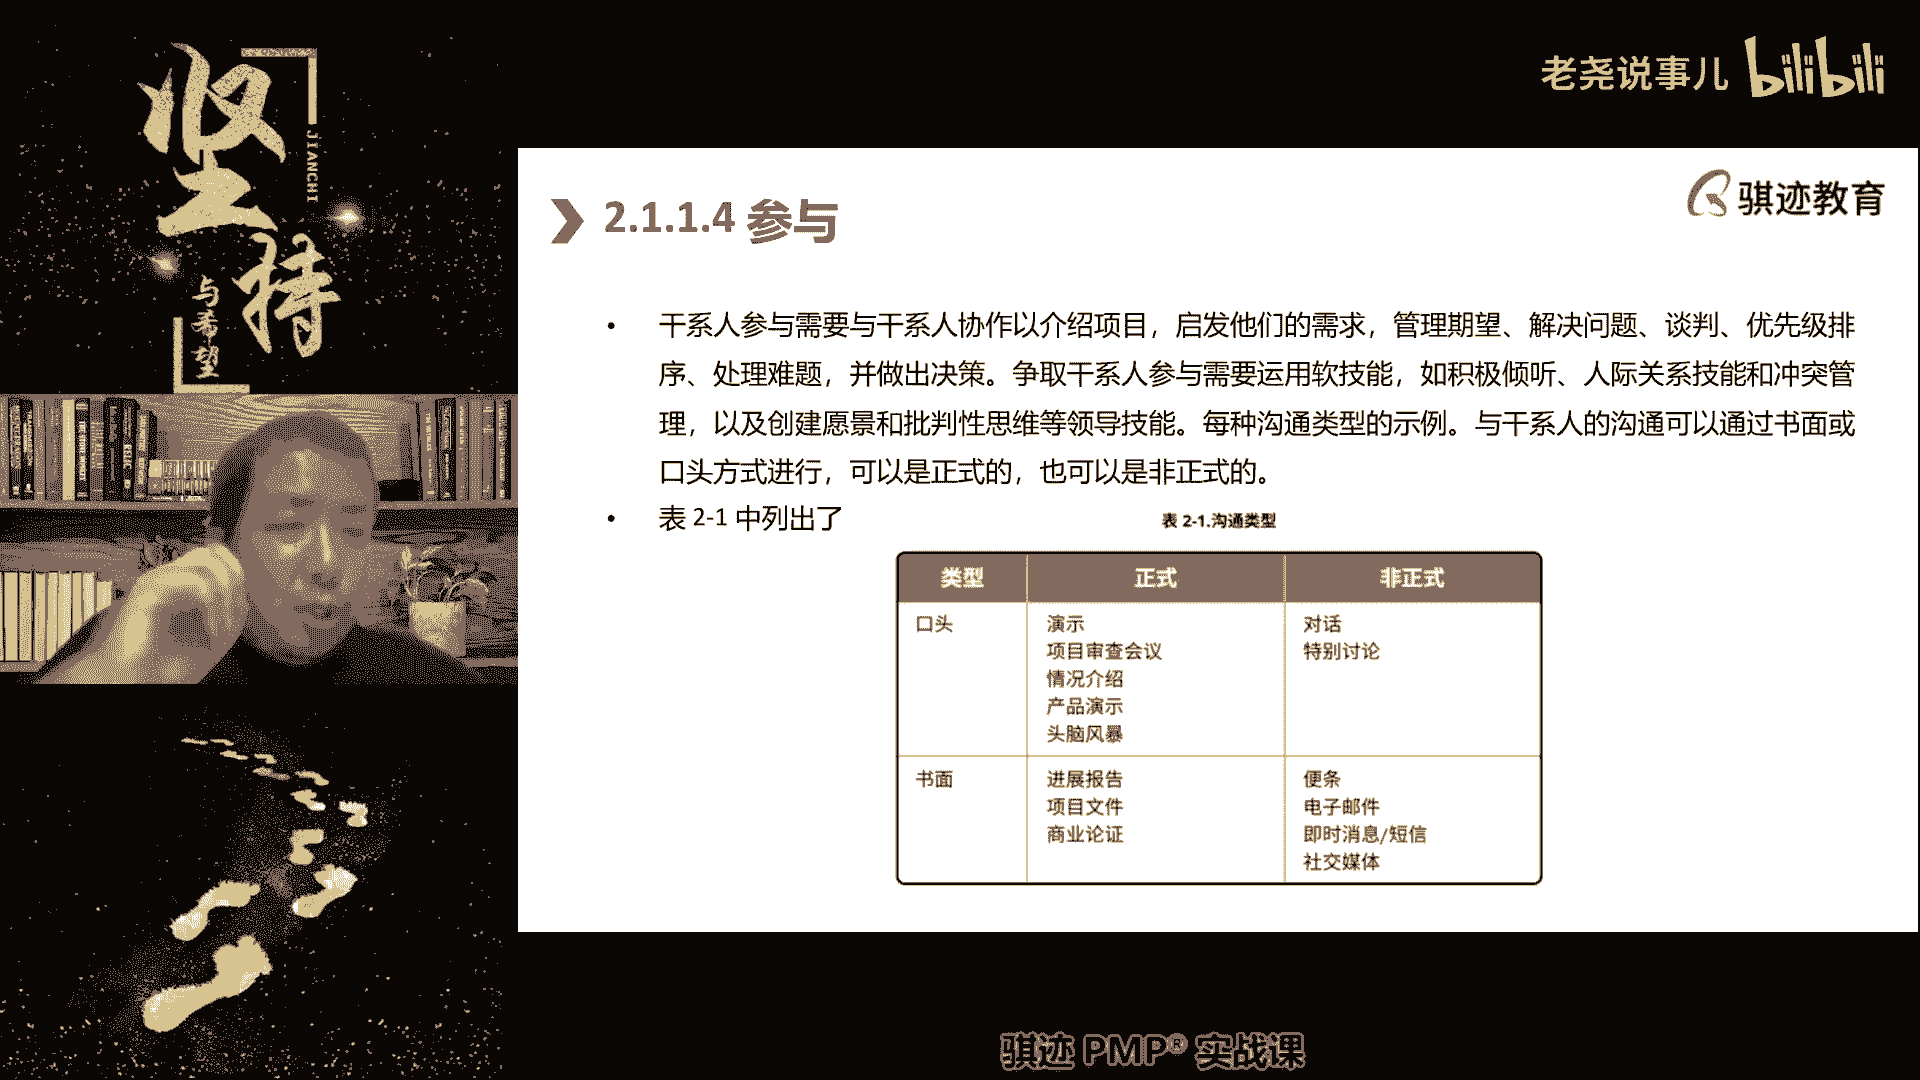 坚持
JIANCHI
与希望
老尧说事儿 bilibili
骐迹教育
2.1.1.4 参与
• 干系人参与需要与干系人协作以介绍项目，启发他们的需求，管理期望、解决问题、谈判、优先级排
序、处理难题，并做出决策。争取干系人参与需要运用软技能，如积极倾听、人际关系技能和冲突管
理，以及创建愿景和批判性思维等领导技能。每种沟通类型的示例。与干系人的沟通可以通过书面或
口头方式进行，可以是正式的，也可以是非正式的。
• 表 2-1 中列出了
表 2-1.沟通类型
类型 正式 非正式
口头 演示 对话
项目审查会议 特别讨论
情况介绍
产品演示
头脑风暴
书面 进展报告 便条
项目文件 电子邮件
商业论证 即时消息/短信
社交媒体
骐迹 PMP® 实战课